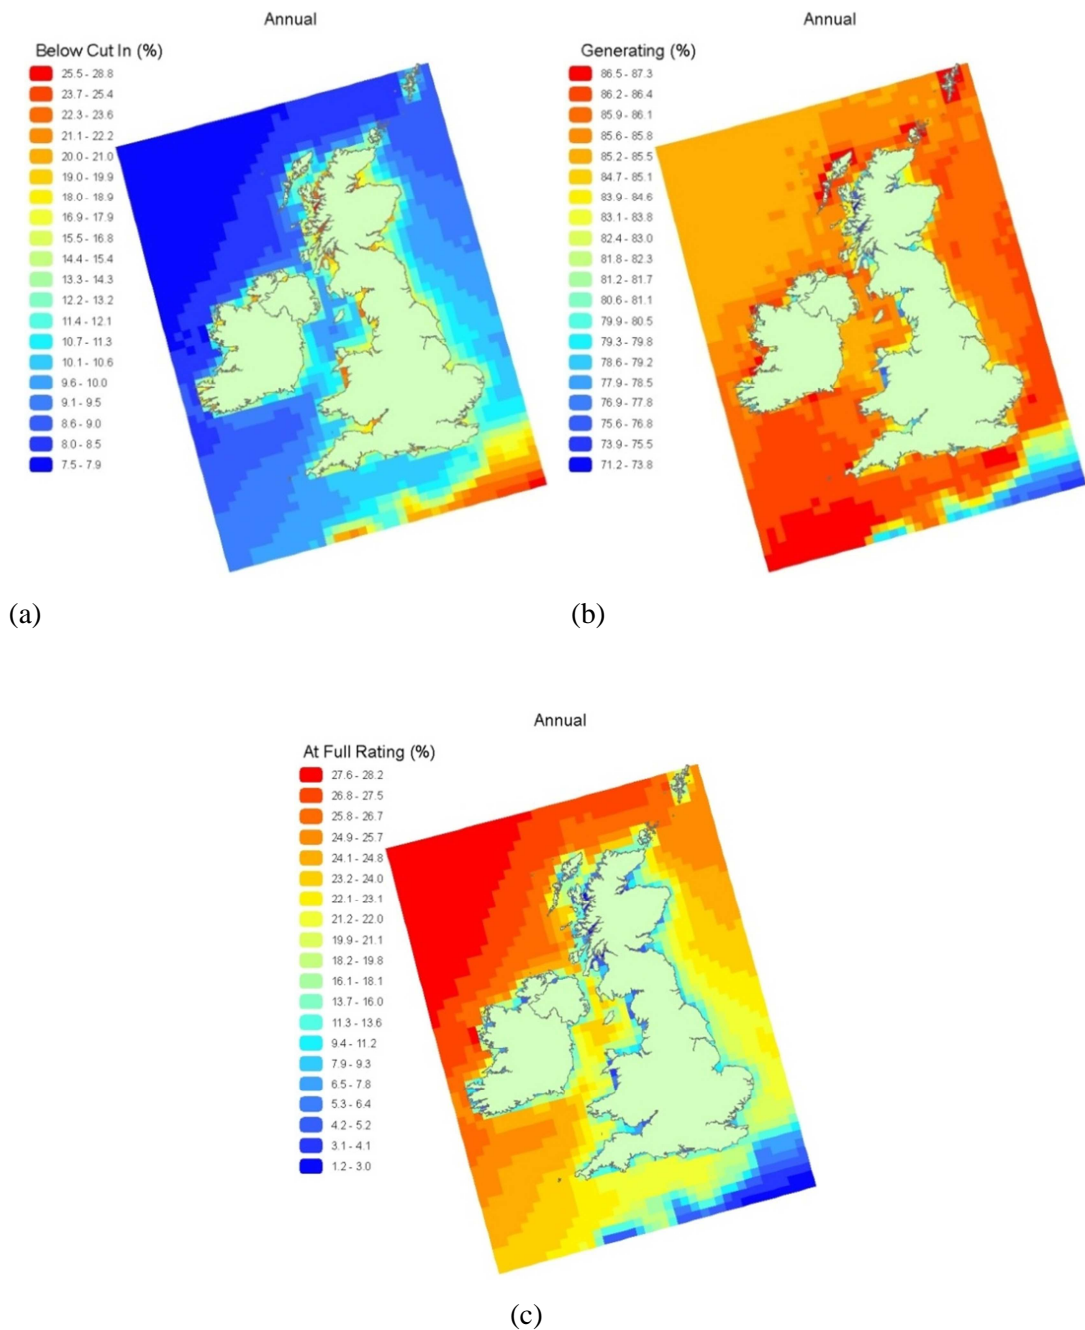 Annual
Below Cut In (%)
25.5 - 28.8
23.7 - 25.4
22.3 - 23.6
21.1 - 22.2
20.0 - 21.0
19.0 - 19.9
18.0 - 18.9
16.9 - 17.9
15.5 - 16.8
14.4 - 15.4
13.3 - 14.3
12.2 - 13.2
11.4 - 12.1
10.7 - 11.3
10.1 - 10.6
9.6 - 10.0
9.1 - 9.5
8.6 - 9.0
8.0 - 8.5
7.5 - 7.9
(a)
Annual
Generating (%)
86.5 - 87.3
86.2 - 86.4
85.9 - 86.1
85.6 - 85.8
85.2 - 85.5
84.7 - 85.1
83.9 - 84.6
83.1 - 83.8
82.4 - 83.0
81.8 - 82.3
81.2 - 81.7
80.6 - 81.1
79.9 - 80.5
79.3 - 79.8
78.6 - 79.2
77.9 - 78.5
76.9 - 77.8
75.6 - 76.8
73.9 - 75.5
71.2 - 73.8
(b)
Annual
At Full Rating (%)
27.6 - 28.2
26.8 - 27.5
25.8 - 26.7
24.9 - 25.7
24.1 - 24.8
23.2 - 24.0
22.1 - 23.1
21.2 - 22.0
19.9 - 21.1
18.2 - 19.8
16.1 - 18.1
13.7 - 16.0
11.3 - 13.6
9.4 - 11.2
7.9 - 9.3
6.5 - 7.8
5.3 - 6.4
4.2 - 5.2
3.1 - 4.1
1.2 - 3.0
(c)